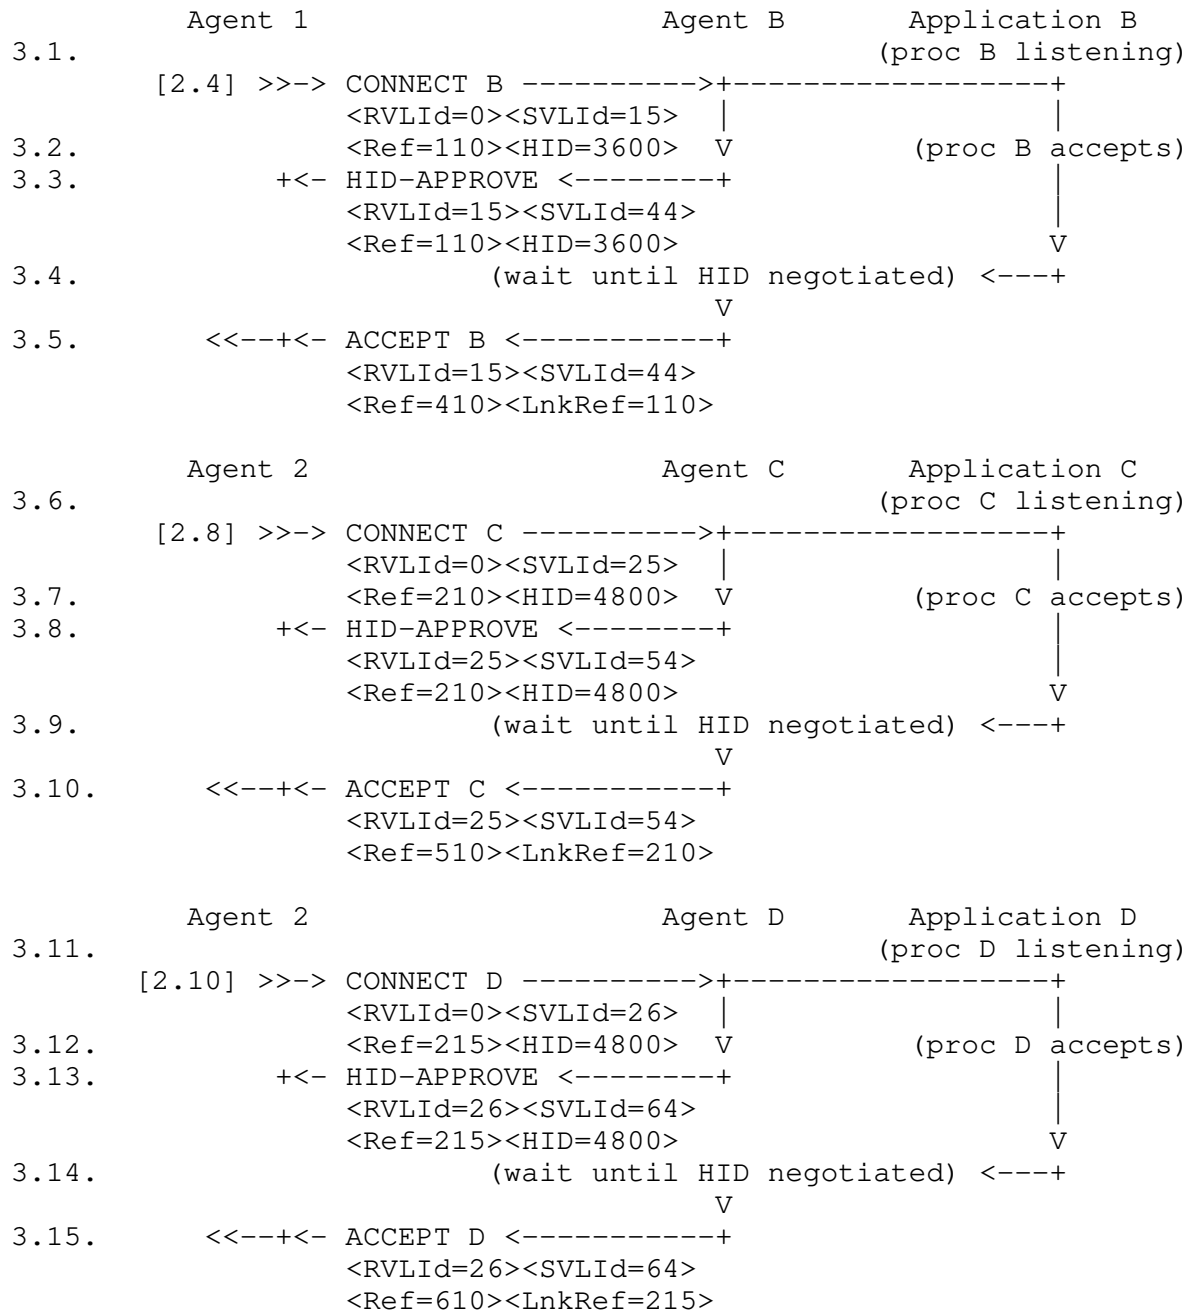 Agent 1                     Agent B       Application B
3.1.                                               (proc B listening)
        [2.4] >>-> CONNECT B ---------->+------------------+
                   <RVLId=0><SVLId=15>  |                  |
3.2.               <Ref=110><HID=3600>  V          (proc B accepts)
3.3.           +<- HID-APPROVE <--------+                  |
                   <RVLId=15><SVLId=44>                    |
                   <Ref=110><HID=3600>                     V
3.4.                       (wait until HID negotiated) <---+
                                        V
3.5.       <<--+<- ACCEPT B <-----------+
                   <RVLId=15><SVLId=44>
                   <Ref=410><LnkRef=110>

          Agent 2                     Agent C       Application C
3.6.                                               (proc C listening)
        [2.8] >>-> CONNECT C ---------->+------------------+
                   <RVLId=0><SVLId=25>  |                  |
3.7.               <Ref=210><HID=4800>  V          (proc C accepts)
3.8.           +<- HID-APPROVE <--------+                  |
                   <RVLId=25><SVLId=54>                    |
                   <Ref=210><HID=4800>                     V
3.9.                       (wait until HID negotiated) <---+
                                        V
3.10.      <<--+<- ACCEPT C <-----------+
                   <RVLId=25><SVLId=54>
                   <Ref=510><LnkRef=210>

          Agent 2                     Agent D       Application D
3.11.                                              (proc D listening)
       [2.10] >>-> CONNECT D ---------->+------------------+
                   <RVLId=0><SVLId=26>  |                  |
3.12.              <Ref=215><HID=4800>  V          (proc D accepts)
3.13.          +<- HID-APPROVE <--------+                  |
                   <RVLId=26><SVLId=64>                    |
                   <Ref=215><HID=4800>                     V
3.14.                      (wait until HID negotiated) <---+
                                        V
3.15.      <<--+<- ACCEPT D <-----------+
                   <RVLId=26><SVLId=64>
                   <Ref=610><LnkRef=215>